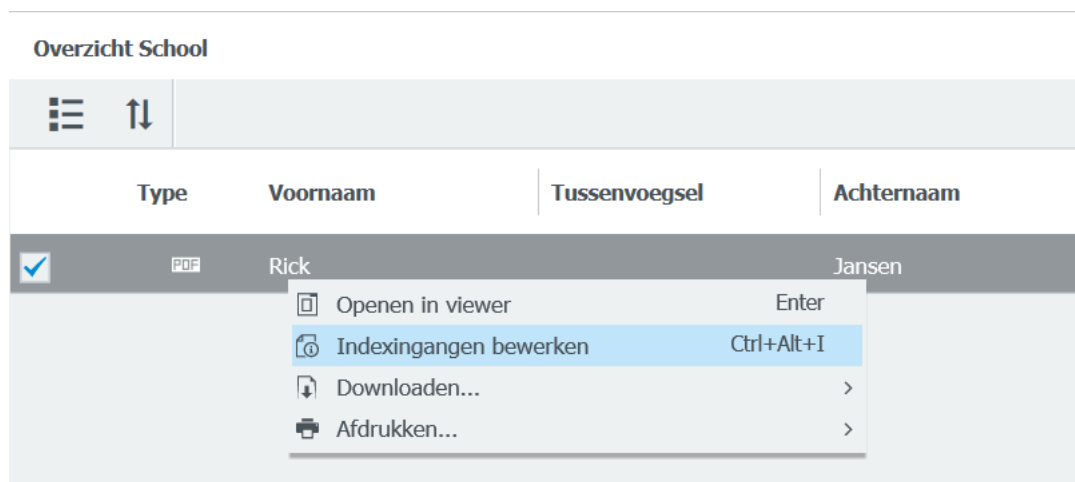 Overzicht School
Type Voornaam Tussenvoegsel Achternaam
PDF Rick Jansen
Openen in viewer Enter
Indexingangen bewerken Ctrl+Alt+I
Downloaden...
Afdrukken...